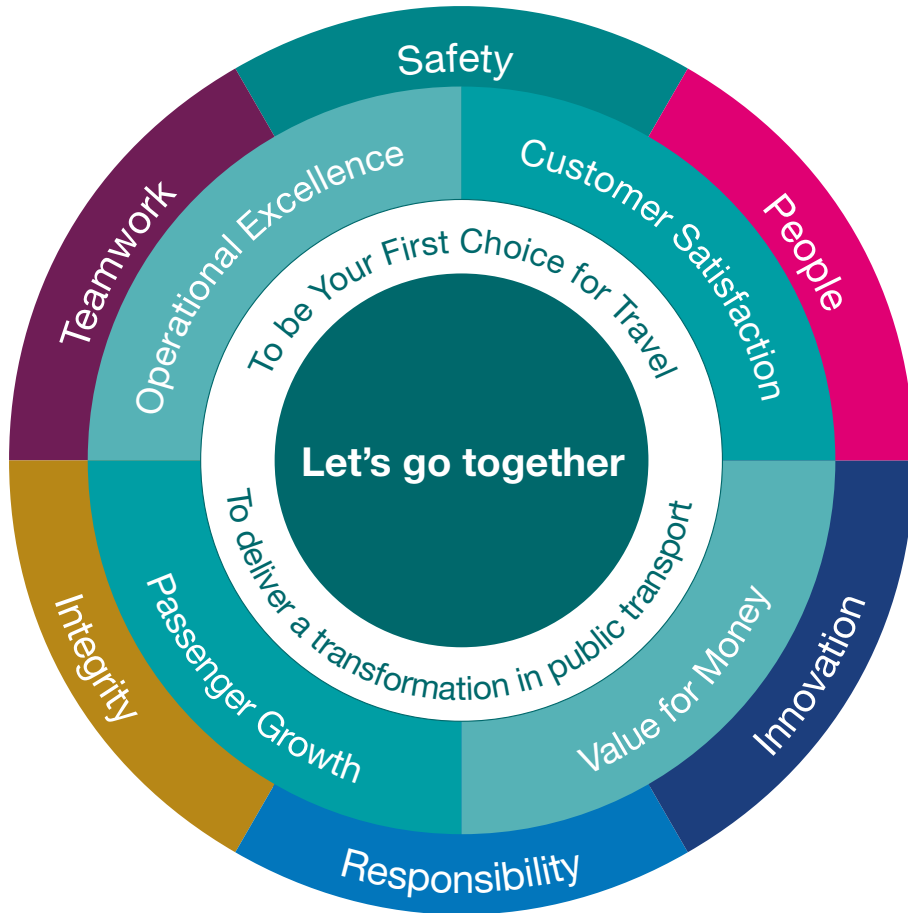 Safety
People
Innovation
Responsibility
Integrity
Teamwork
Operational Excellence
Customer Satisfaction
Value for Money
Passenger Growth
To be Your First Choice for Travel
To deliver a transformation in public transport
Let's go together